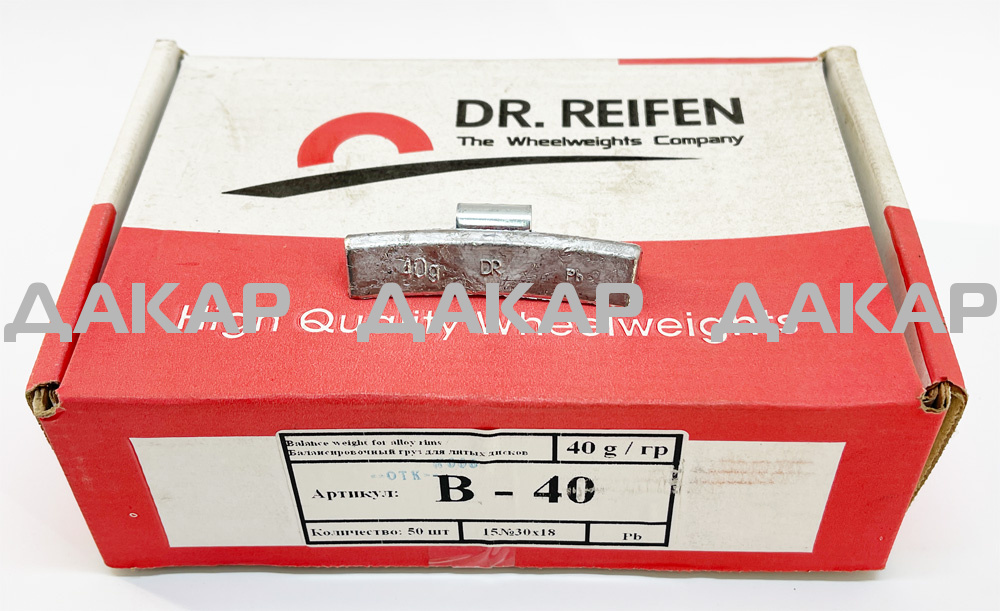 DR. REIFEN
The Wheelweights Company
40g DR Pb
ДАКАР ДАКАР ДАКАР
High Quality Wheelweights
Balance weight for alloy rims
Балансировочный груз для литых дисков
40 g / гр
ОТК
Артикул: В - 40
Количество: 50 шт
15№30x18
Pb